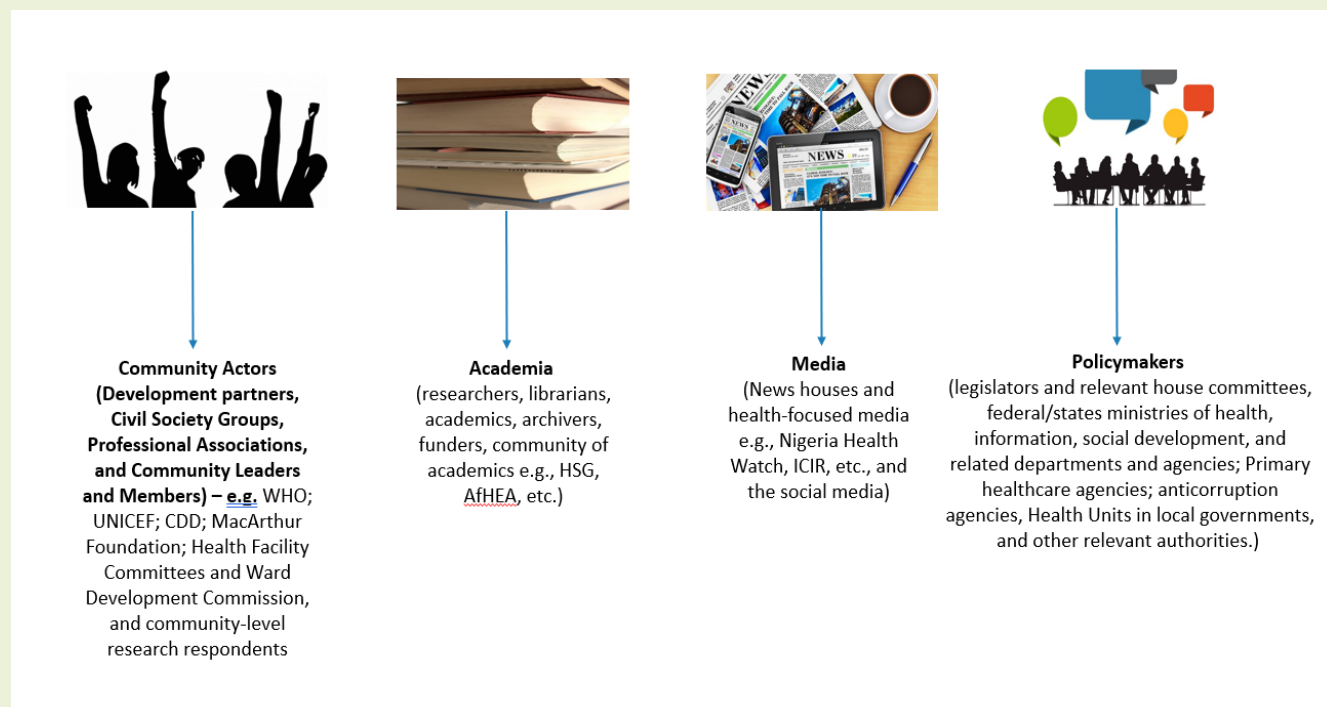 NEWS
NEWS
NEWS
Community Actors
(Development partners,
Civil Society Groups,
Professional Associations,
and Community Leaders
and Members) – e.g. WHO;
UNICEF; CDD; MacArthur
Foundation; Health Facility
Committees and Ward
Development Commission,
and community-level
research respondents
Academia
(researchers, librarians,
academics, archivers,
funders, community of
academics e.g., HSG,
AfHEA, etc.)
Media
(News houses and
health-focused media
e.g., Nigeria Health
Watch, ICIR, etc., and
the social media)
Policymakers
(legislators and relevant house committees,
federal/states ministries of health,
information, social development, and
related departments and agencies; Primary
healthcare agencies; anticorruption
agencies, Health Units in local governments,
and other relevant authorities.)